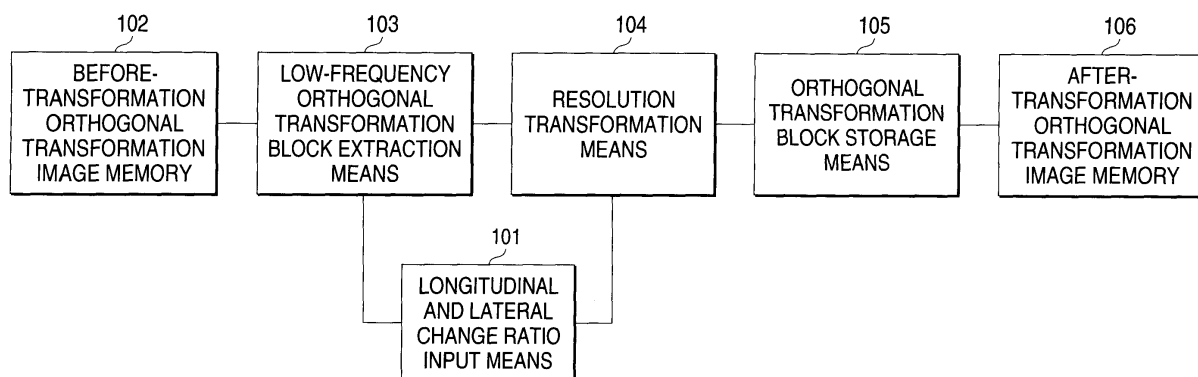 102
BEFORE-
TRANSFORMATION
ORTHOGONAL
TRANSFORMATION
IMAGE MEMORY
103
LOW-FREQUENCY
ORTHOGONAL
TRANSFORMATION
BLOCK EXTRACTION
MEANS
104
RESOLUTION
TRANSFORMATION
MEANS
105
ORTHOGONAL
TRANSFORMATION
BLOCK STORAGE
MEANS
106
AFTER-
TRANSFORMATION
ORTHOGONAL
TRANSFORMATION
IMAGE MEMORY
101
LONGITUDINAL
AND LATERAL
CHANGE RATIO
INPUT MEANS